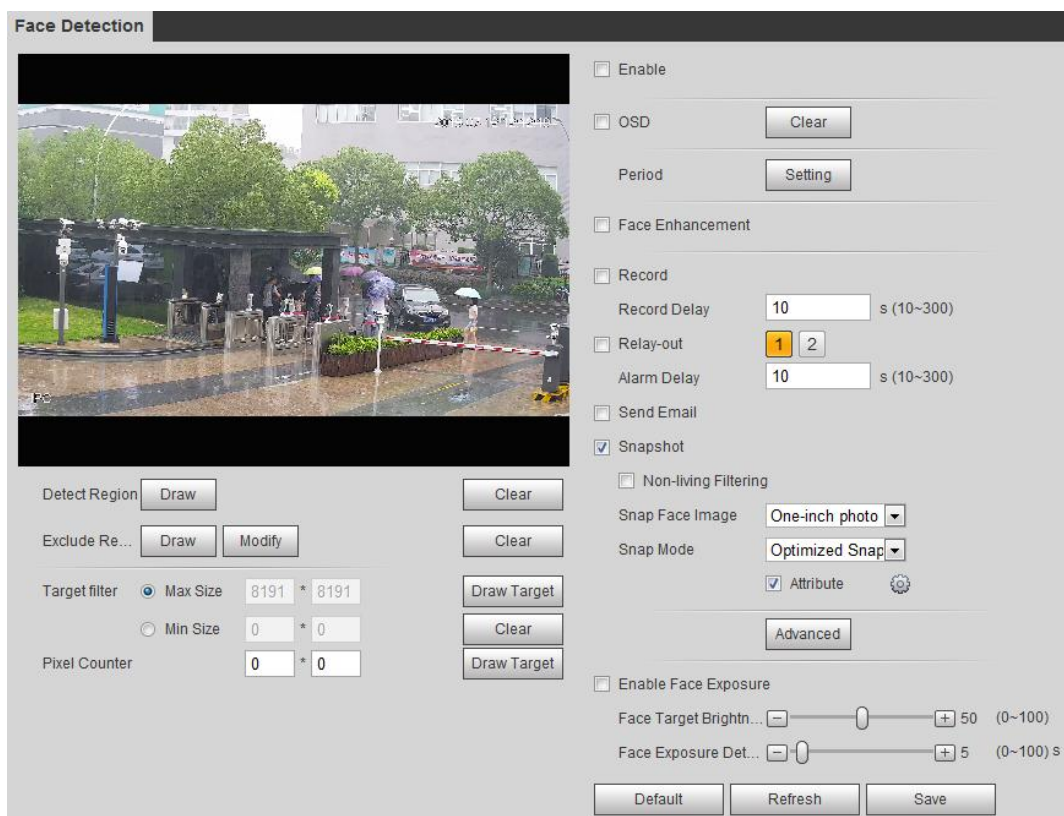 Face Detection
Enable
OSD Clear
Period Setting
Face Enhancement
Record
Record Delay 10 s (10~300)
Relay-out 1 2
Alarm Delay 10 s (10~300)
Send Email
Snapshot
Non-living Filtering
Snap Face Image One-inch photo
Snap Mode Optimized Snap
Attribute
Advanced
Enable Face Exposure
Face Target Brightn... 50 (0~100)
Face Exposure Det... 5 (0~100) s
Default Refresh Save
PC
Detect Region Draw Clear
Exclude Re... Draw Modify Clear
Target filter Max Size 8191 * 8191 Draw Target
Min Size 0 * 0 Clear
Pixel Counter 0 * 0 Draw Target